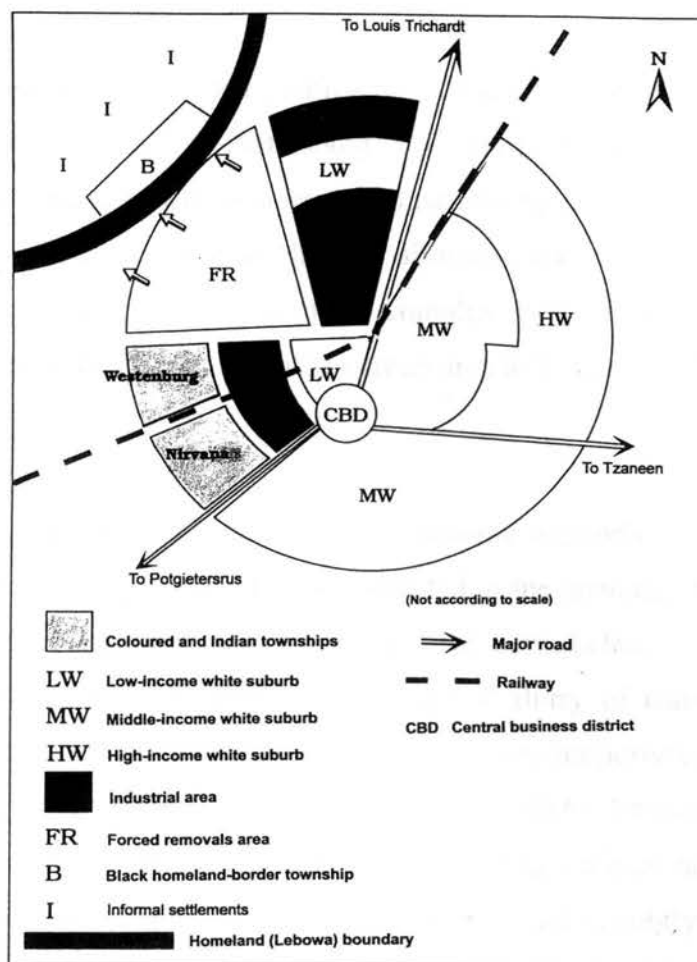 To Louis Trichardt
N
I
I
LW
I
B
FR
MW
HW
Westenburg
LW
CBD
Nirvana
To Tzaneen
MW
To Potgietersrus
(Not according to scale)
Coloured and Indian townships
Major road
LW Low-income white suburb
Railway
MW Middle-income white suburb
CBD Central business district
HW High-income white suburb
Industrial area
FR Forced removals area
B Black homeland-border township
I Informal settlements
Homeland (Lebowa) boundary